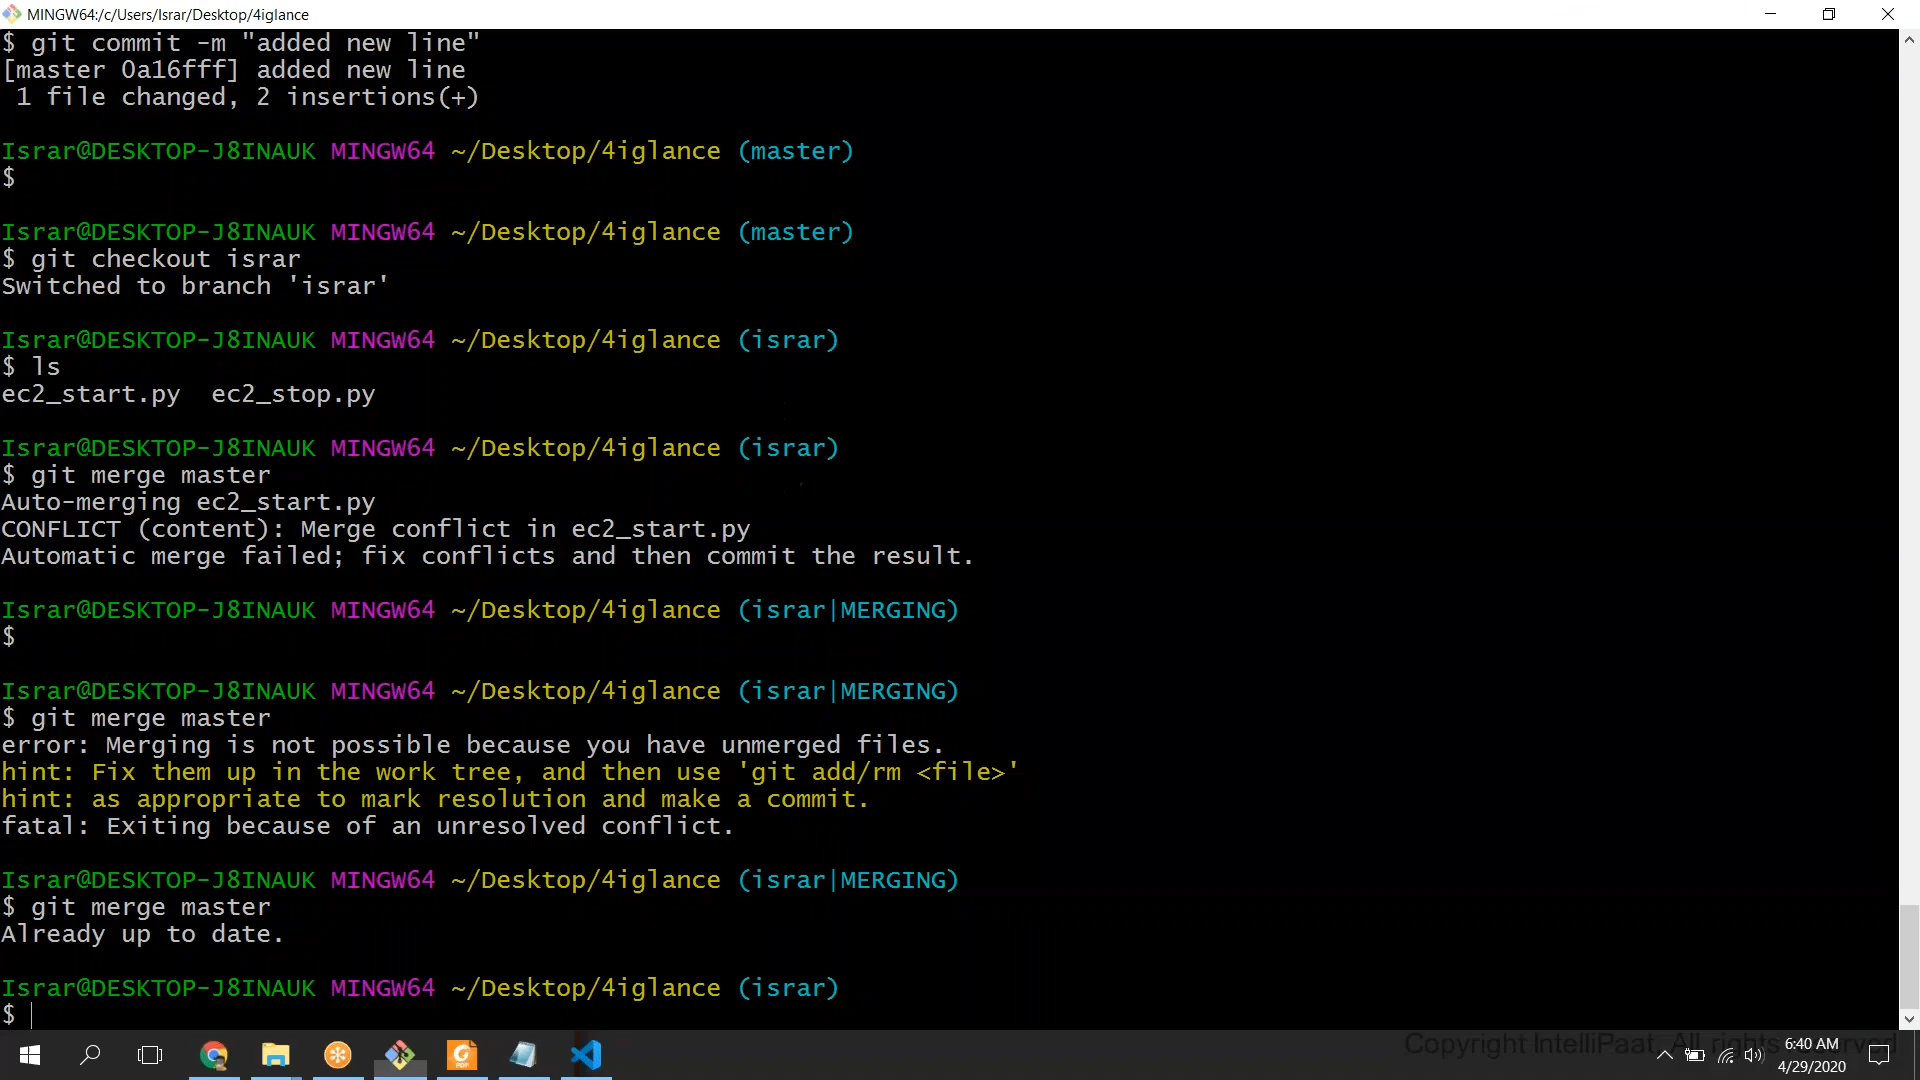 MINGW64:/c/Users/Israr/Desktop/4iglance
$ git commit -m "added new line"
[master 0a16fff] added new line
 1 file changed, 2 insertions(+)
Israr@DESKTOP-J8INAUK MINGW64 ~/Desktop/4iglance (master)
$
Israr@DESKTOP-J8INAUK MINGW64 ~/Desktop/4iglance (master)
$ git checkout israr
Switched to branch 'israr'
Israr@DESKTOP-J8INAUK MINGW64 ~/Desktop/4iglance (israr)
$ ls
ec2_start.py  ec2_stop.py
Israr@DESKTOP-J8INAUK MINGW64 ~/Desktop/4iglance (israr)
$ git merge master
Auto-merging ec2_start.py
CONFLICT (content): Merge conflict in ec2_start.py
Automatic merge failed; fix conflicts and then commit the result.
Israr@DESKTOP-J8INAUK MINGW64 ~/Desktop/4iglance (israr|MERGING)
$
Israr@DESKTOP-J8INAUK MINGW64 ~/Desktop/4iglance (israr|MERGING)
$ git merge master
error: Merging is not possible because you have unmerged files.
hint: Fix them up in the work tree, and then use 'git add/rm <file>'
hint: as appropriate to mark resolution and make a commit.
fatal: Exiting because of an unresolved conflict.
Israr@DESKTOP-J8INAUK MINGW64 ~/Desktop/4iglance (israr|MERGING)
$ git merge master
Already up to date.
Israr@DESKTOP-J8INAUK MINGW64 ~/Desktop/4iglance (israr)
$
Copyright IntelliPaat, All rights reserved
6:40 AM
4/29/2020